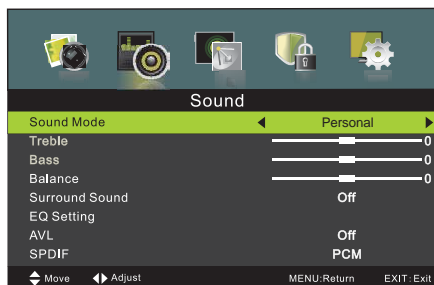 Sound
Sound Mode Personal
Treble 0
Bass 0
Balance 0
Surround Sound Off
EQ Setting
AVL Off
SPDIF PCM
Move Adjust MENU:Return EXIT:Exit